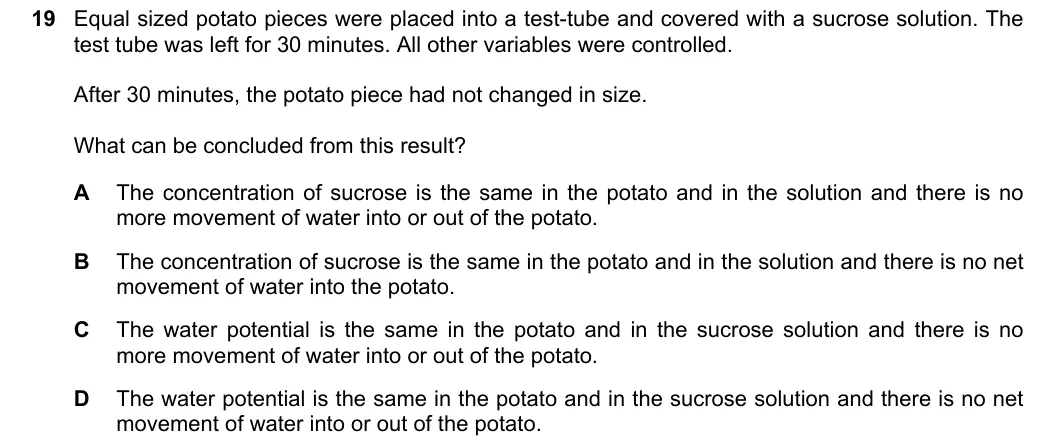 19 Equal sized potato pieces were placed into a test-tube and covered with a sucrose solution. The
test tube was left for 30 minutes. All other variables were controlled.
After 30 minutes, the potato piece had not changed in size.
What can be concluded from this result?
A The concentration of sucrose is the same in the potato and in the solution and there is no
more movement of water into or out of the potato.
B The concentration of sucrose is the same in the potato and in the solution and there is no net
movement of water into the potato.
C The water potential is the same in the potato and in the sucrose solution and there is no
more movement of water into or out of the potato.
D The water potential is the same in the potato and in the sucrose solution and there is no net
movement of water into or out of the potato.